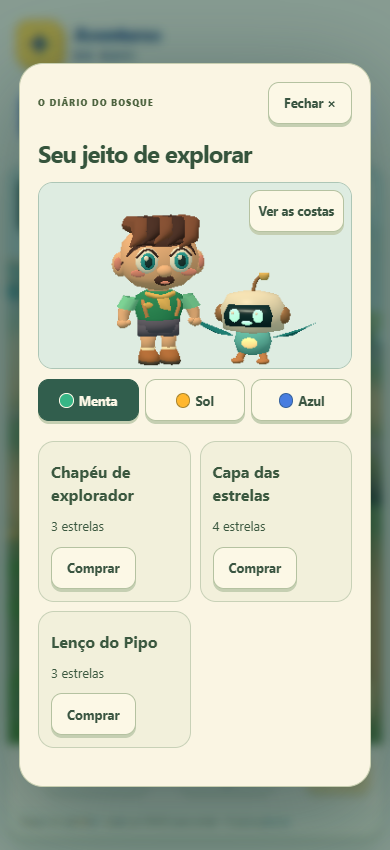 O DIÁRIO DO BOSQUE
Fechar ×
Seu jeito de explorar
Ver as costas
Menta
Sol
Azul
Chapéu de
explorador
3 estrelas
Comprar
Capa das
estrelas
4 estrelas
Comprar
Lenço do Pipo
3 estrelas
Comprar